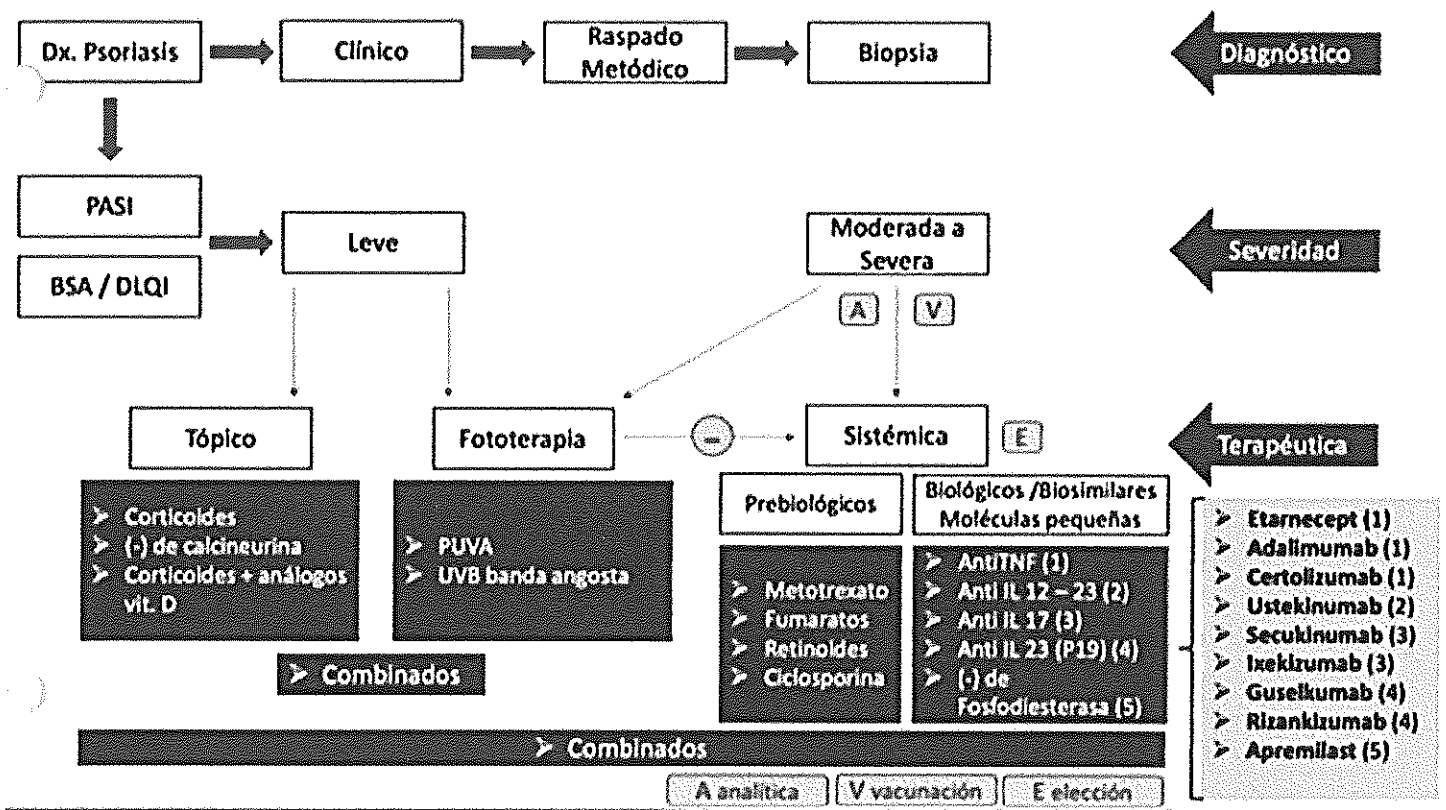 Dx. Psoriasis
Clínico
Raspado
Metódico
Biopsia
Diagnóstico
PASI
BSA / DLQI
Leve
Moderada a
Severa
Severidad
A
V
Tópico
Fototerapia
–
Sistémica
E
Terapéutica
➢ Corticoides
➢ (-) de calcineurina
➢ Corticoides + análogos
vit. D
➢ PUVA
➢ UVB banda angosta
➢ Combinados
Prebiológicos
➢ Metotrexato
➢ Fumaratos
➢ Retinoides
➢ Ciclosporina
Biológicos /Biosimilares
Moléculas pequeñas
➢ AntiTNF (1)
➢ Anti IL 12 – 23 (2)
➢ Anti IL 17 (3)
➢ Anti IL 23 (P19) (4)
➢ (-) de
Fosfodiesterasa (5)
➢ Etarnecept (1)
➢ Adalimumab (1)
➢ Certolizumab (1)
➢ Ustekinumab (2)
➢ Secukinumab (3)
➢ Ixekizumab (3)
➢ Guselkumab (4)
➢ Rizankizumab (4)
➢ Apremilast (5)
➢ Combinados
A analítica
V vacunación
E elección